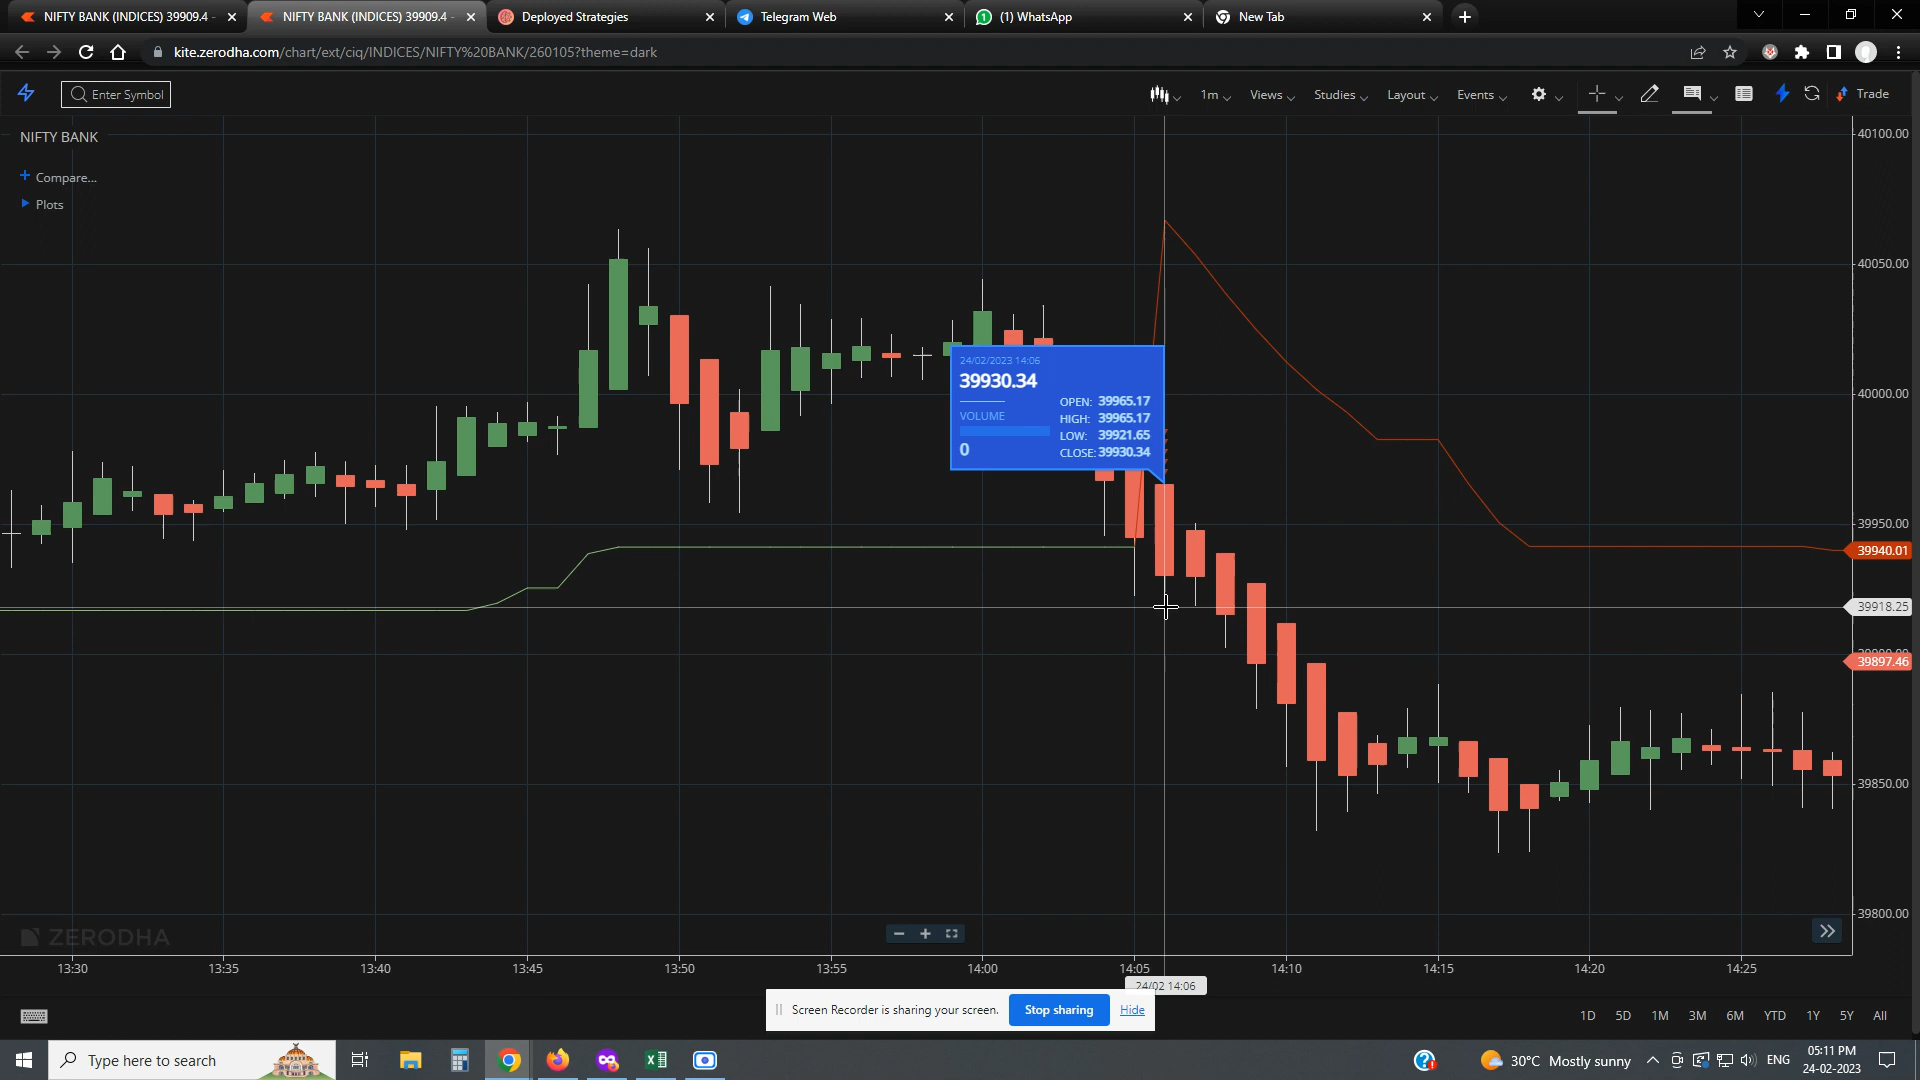 NIFTY BANK (INDICES) 39909.4 -
NIFTY BANK (INDICES) 39909.4 -
Deployed Strategies
Telegram Web
(1) WhatsApp
New Tab
kite.zerodha.com/chart/ext/ciq/INDICES/NIFTY%20BANK/260105?theme=dark
Enter Symbol
1m
Views
Studies
Layout
Events
Trade
NIFTY BANK
Compare...
Plots
40100.00
40050.00
40000.00
39950.00
39940.01
39918.25
39897.46
39850.00
39800.00
24/02/2023 14:06
39930.34
VOLUME
0
OPEN: 39965.17
HIGH: 39965.17
LOW: 39921.65
CLOSE: 39930.34
ZERODHA
13:30
13:35
13:40
13:45
13:50
13:55
14:00
14:05
14:10
14:15
14:20
14:25
24/02 14:06
Screen Recorder is sharing your screen.
Stop sharing
Hide
1D 5D 1M 3M 6M YTD 1Y 5Y All
Type here to search
30°C Mostly sunny
ENG
05:11 PM
24-02-2023